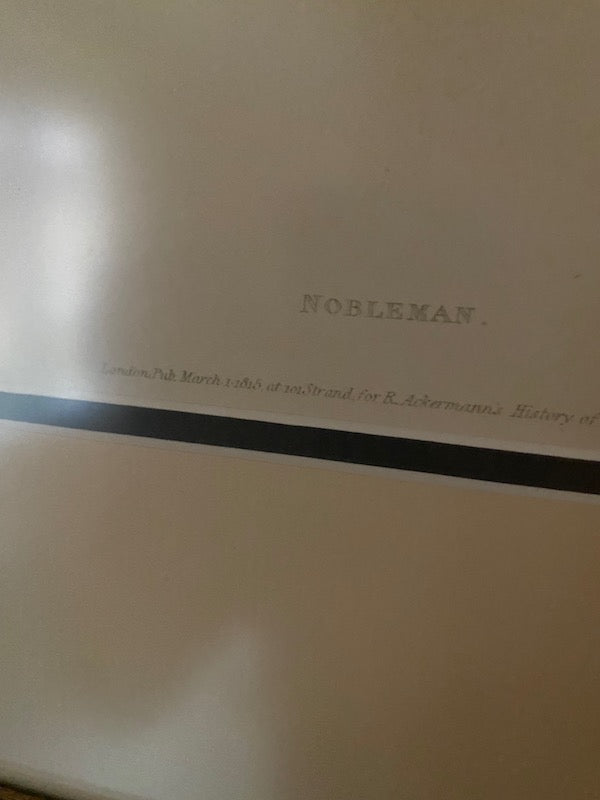 NOBLEMAN.
London, Pub. March 1. 1815. at 101 Strand, for R. Ackermann's History of